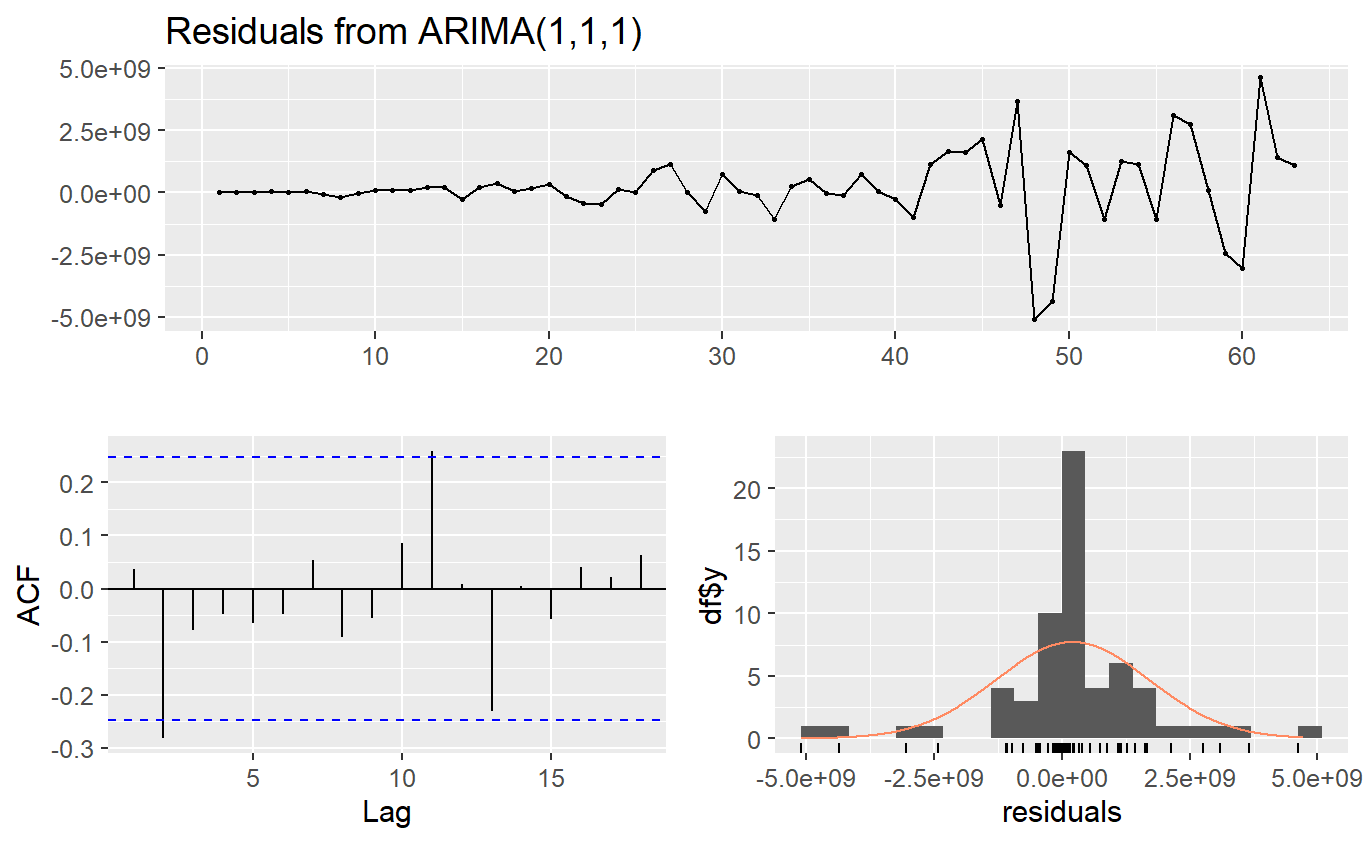 Residuals from ARIMA(1,1,1)
5.0e+09
2.5e+09
0.0e+00
-2.5e+09
-5.0e+09
0 10 20 30 40 50 60
ACF
0.2
0.1
0.0
-0.1
-0.2
-0.3
5 10 15
Lag
df$y
20
15
10
5
0
-5.0e+09 -2.5e+09 0.0e+00 2.5e+09 5.0e+09
residuals